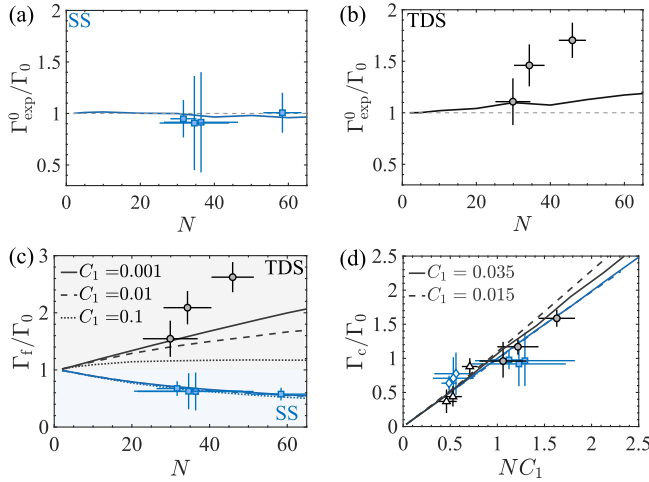 (a) SS
2
1.5
1
0.5
Γ⁰exp/Γ₀
0 20 40 60
N
(b) TDS
2
1.5
1
0.5
Γ⁰exp/Γ₀
0 20 40 60
N
(c) TDS
C₁ =0.001
C₁ =0.01
C₁ =0.1
3
2
1
0
Γf/Γ₀
SS
0 20 40 60
N
(d)
C₁ = 0.035
C₁ = 0.015
2.5
2
1.5
1
0.5
0
Γc/Γ₀
0 0.5 1 1.5 2 2.5
NC₁